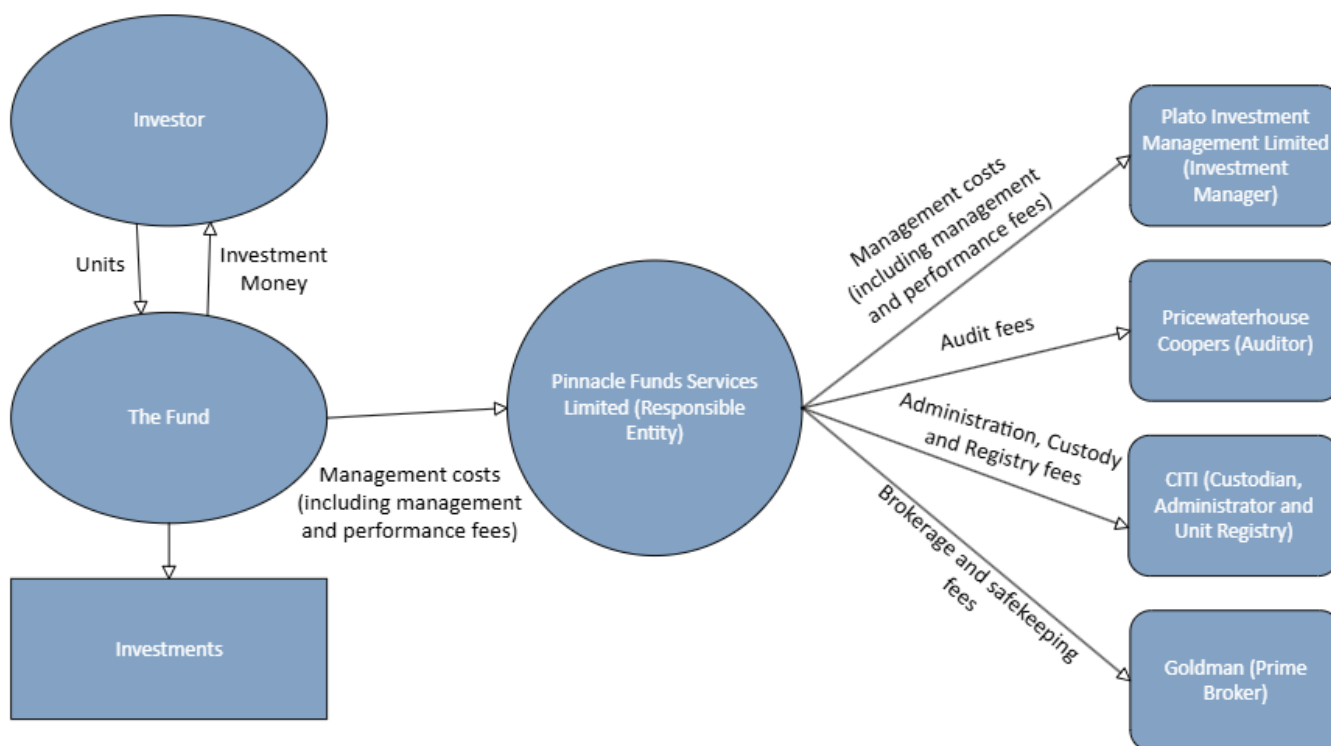 Investor
Units
Investment
Money
The Fund
Management costs
(including management
and performance fees)
Investments
Pinnacle Funds Services
Limited (Responsible
Entity)
Management costs
(including management
and performance fees)
Audit fees
Administration, Custody
and Registry fees
Brokerage and safekeeping
fees
Plato Investment
Management Limited
(Investment
Manager)
Pricewaterhouse
Coopers (Auditor)
CITI (Custodian,
Administrator and
Unit Registry)
Goldman (Prime
Broker)